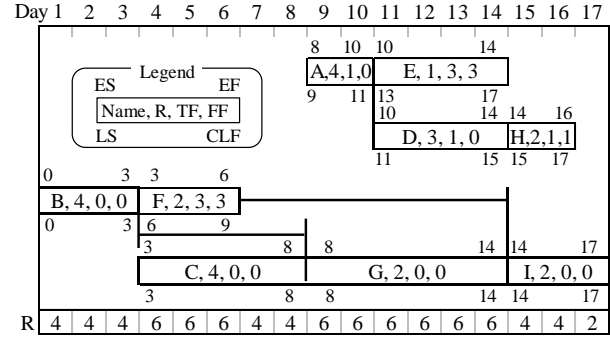 Day 1 2 3 4 5 6 7 8 9 10 11 12 13 14 15 16 17
8 10 10 14
Legend
ES EF
Name, R, TF, FF
LS CLF
A,4,1,0 E, 1, 3, 3
9 11 13 17
10 14 14 16
D, 3, 1, 0 H,2,1,1
11 15 15 17
0 3 3 6
B, 4, 0, 0 F, 2, 3, 3
0 3 6 9
3 8 8 14 14 17
C, 4, 0, 0 G, 2, 0, 0 I, 2, 0, 0
3 8 8 14 14 17
R 4 4 4 6 6 6 4 4 6 6 6 6 6 6 4 4 2